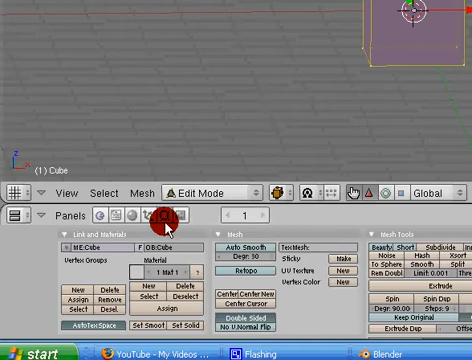 z
x
(1) Cube
View Select Mesh Edit Mode Global
Panels 1
Link and Materials Mesh Mesh Tools
ME:Cube F OB:Cube Auto Smooth TexMesh: Beauty Short Subdivide
Vertex Groups Material Degr: 30 Sticky Make Noise Hash Xsort
1 Mat 1 ? Retopo UV Texture New To Sphere Smooth Split
Vertex Color New Rem Doubl Limit: 0.001
New Delete New Delete Center Center New Extrude
Assign Remove Select Deselect Center Cursor Spin Spin Dup
Select Desel. Assign Degr: 90.00 Steps: 9
Double Sided Keep Original
AutoTexSpace Set Smoot Set Solid No V.Normal Flip Extrude Dup
start YouTube - My Videos ... Flashing Blender